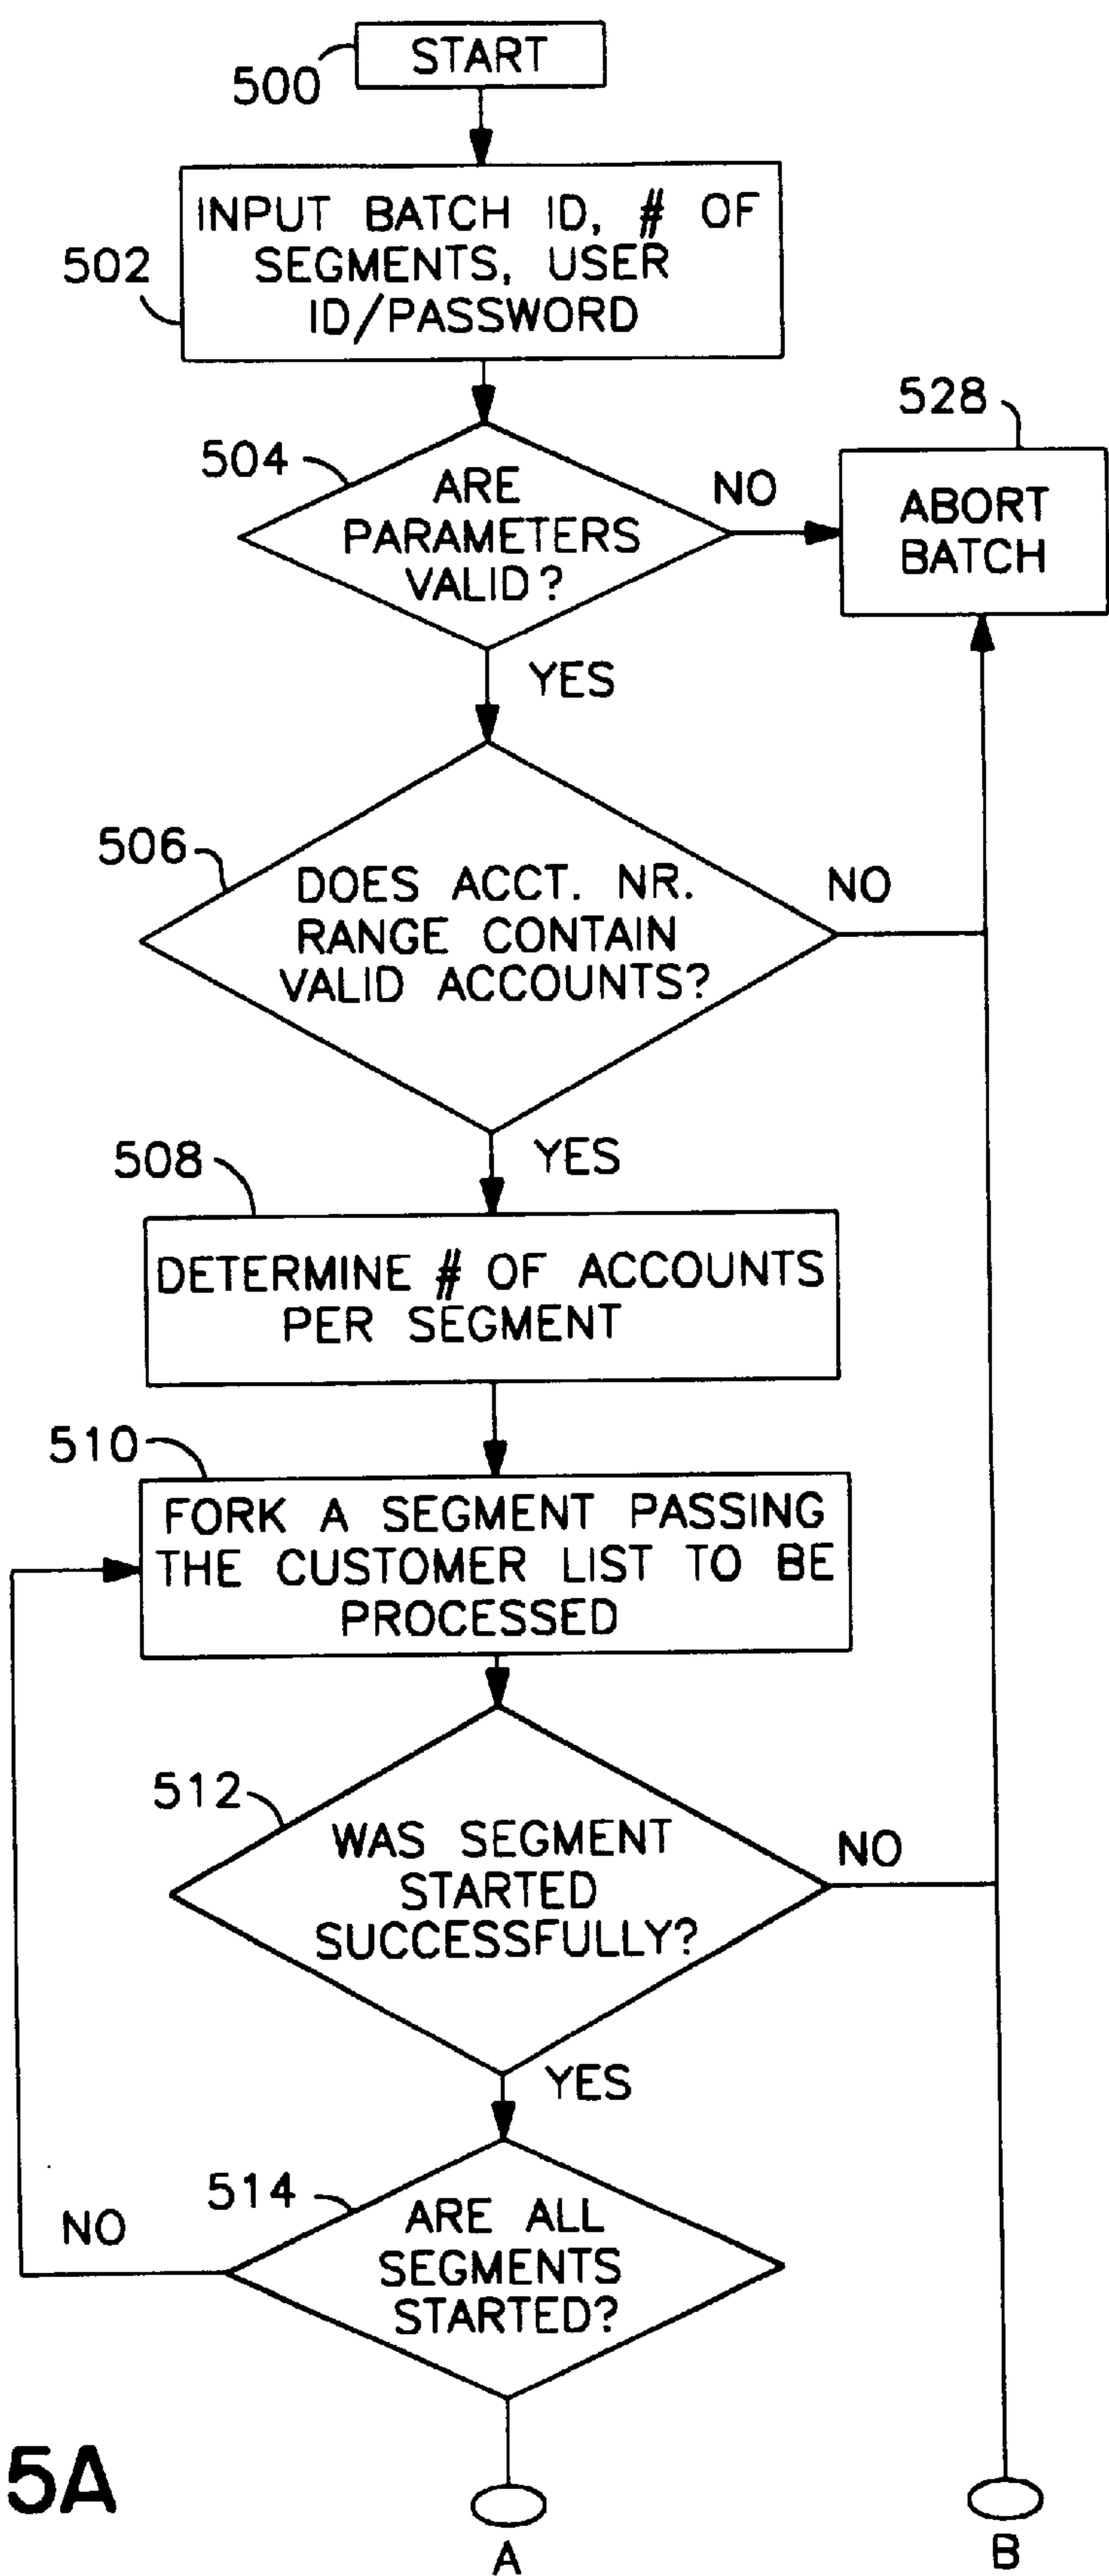 START
500
INPUT BATCH ID, # OF
SEGMENTS, USER
ID/PASSWORD
502
528
504
ARE
PARAMETERS
VALID?
NO
ABORT
BATCH
YES
506
DOES ACCT. NR.
RANGE CONTAIN
VALID ACCOUNTS?
NO
YES
508
DETERMINE # OF ACCOUNTS
PER SEGMENT
510
FORK A SEGMENT PASSING
THE CUSTOMER LIST TO BE
PROCESSED
512
WAS SEGMENT
STARTED
SUCCESSFULLY?
NO
YES
514
ARE ALL
SEGMENTS
STARTED?
NO
5A
A
B